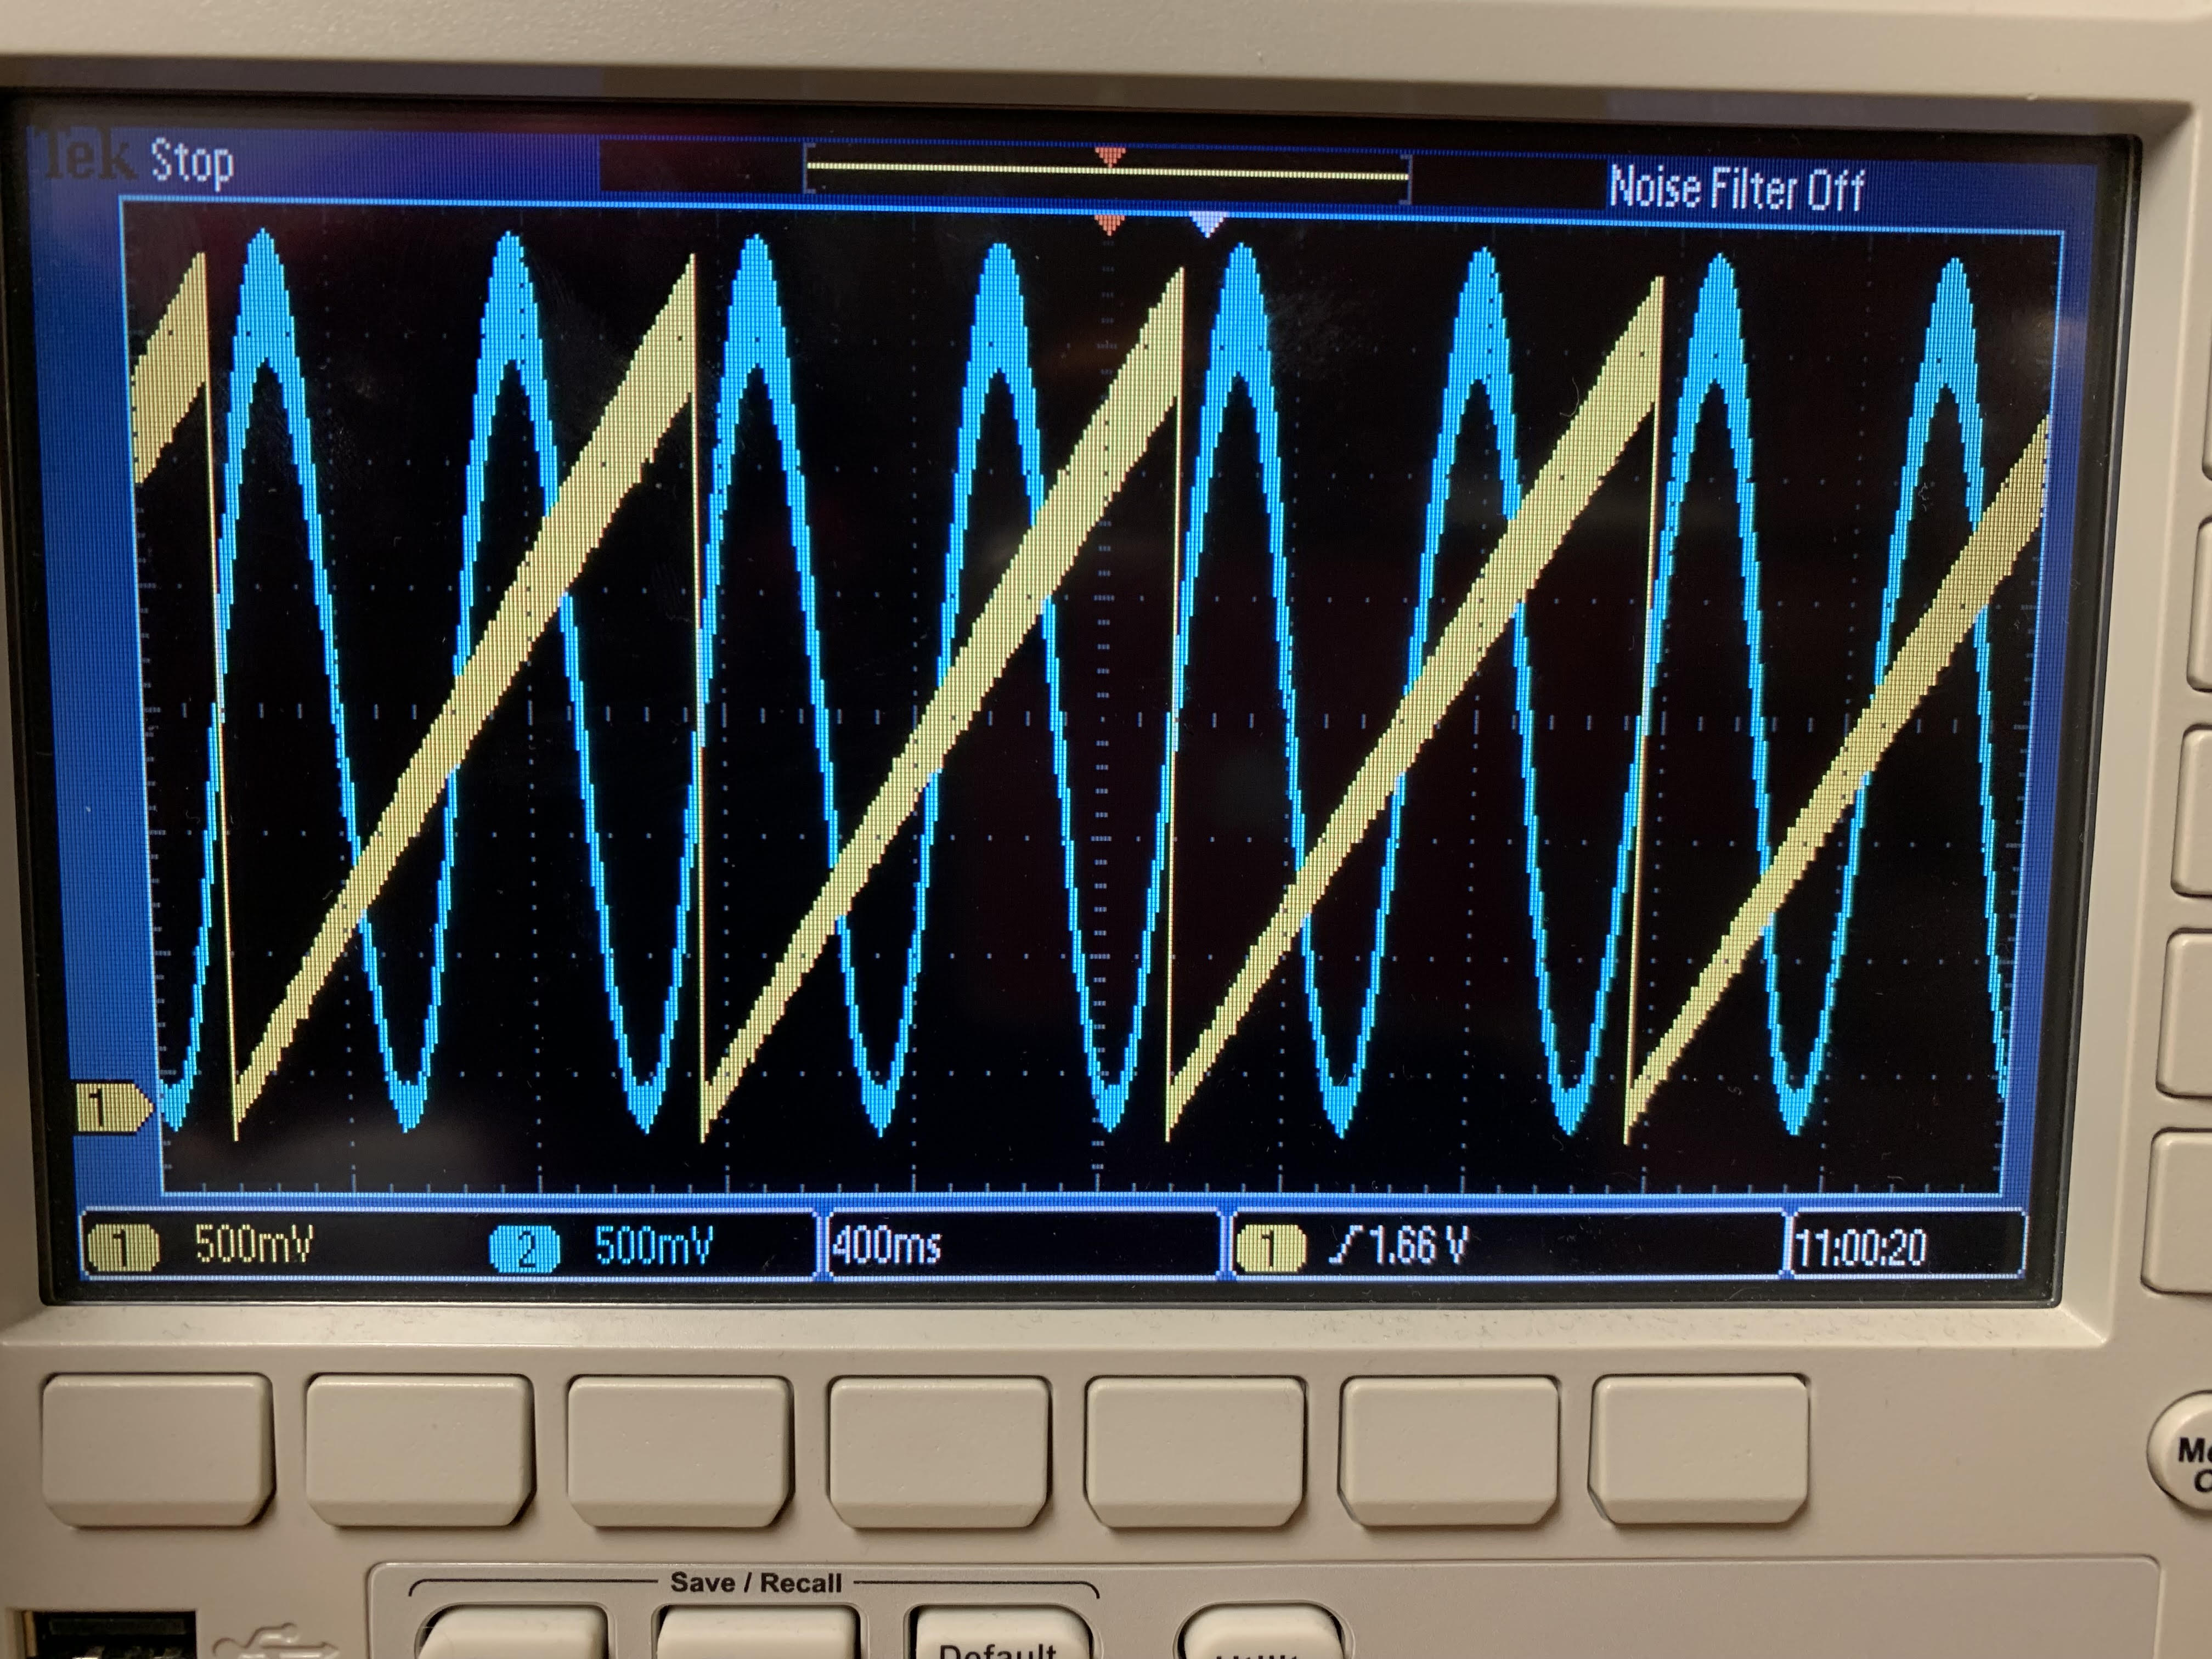 Tek Stop
Noise Filter Off
1
1 500mV 2 500mV 400ms 1 1.66 V 11:00:20
Save / Recall
Default